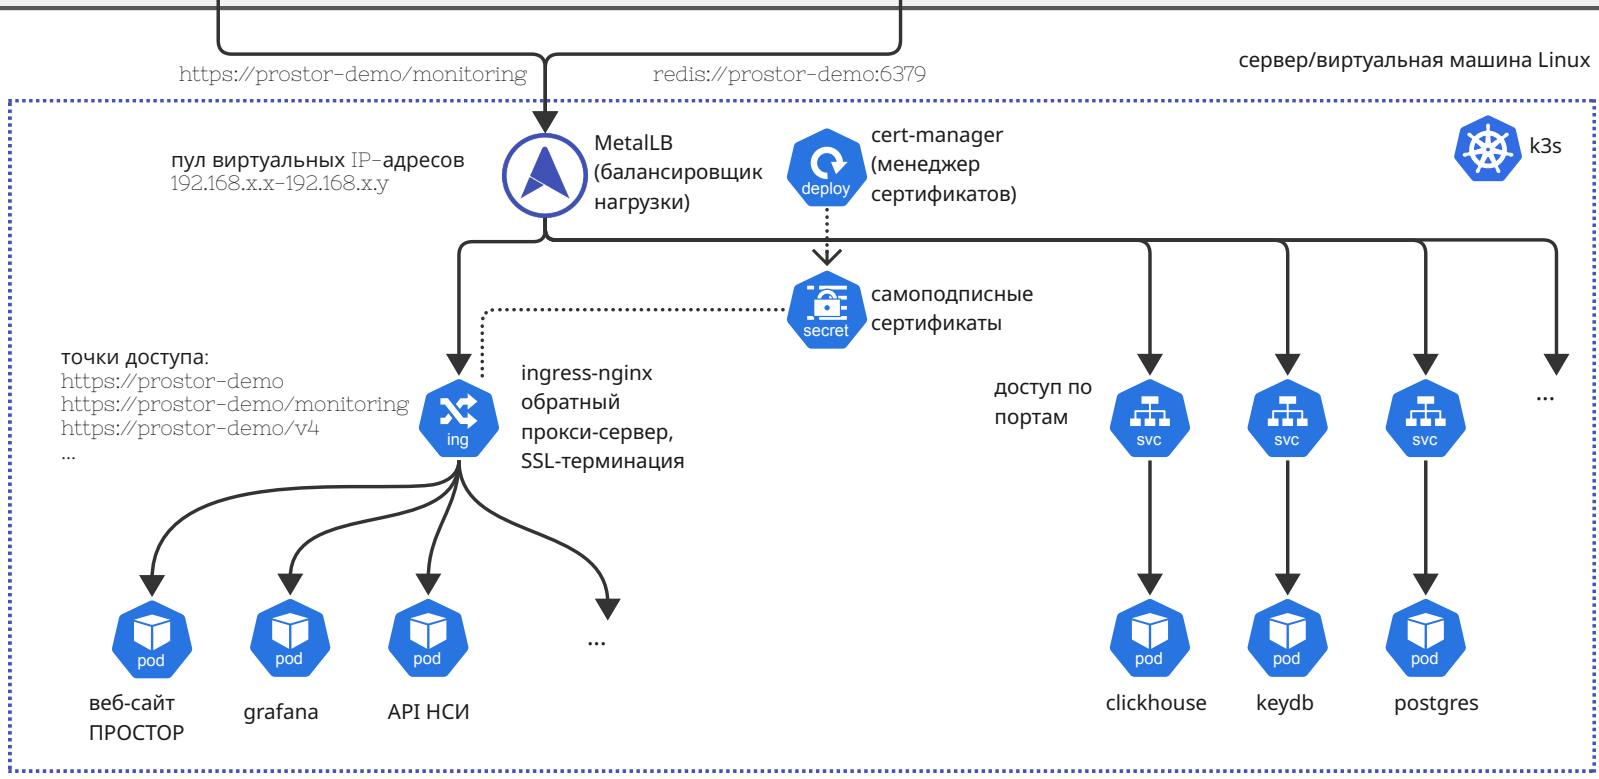 https://prostor-demo/monitoring
redis://prostor-demo:6379
сервер/виртуальная машина Linux
пул виртуальных IP-адресов
192.168.x.x-192.168.x.y
MetalLB
(балансировщик
нагрузки)
deploy
cert-manager
(менеджер
сертификатов)
k3s
secret
самоподписные
сертификаты
точки доступа:
https://prostor-demo
https://prostor-demo/monitoring
https://prostor-demo/v4
...
ing
ingress-nginx
обратный
прокси-сервер,
SSL-терминация
доступ по
портам
svc
svc
svc
...
pod
веб-сайт
ПРОСТОР
pod
grafana
pod
API НСИ
...
pod
clickhouse
pod
keydb
pod
postgres